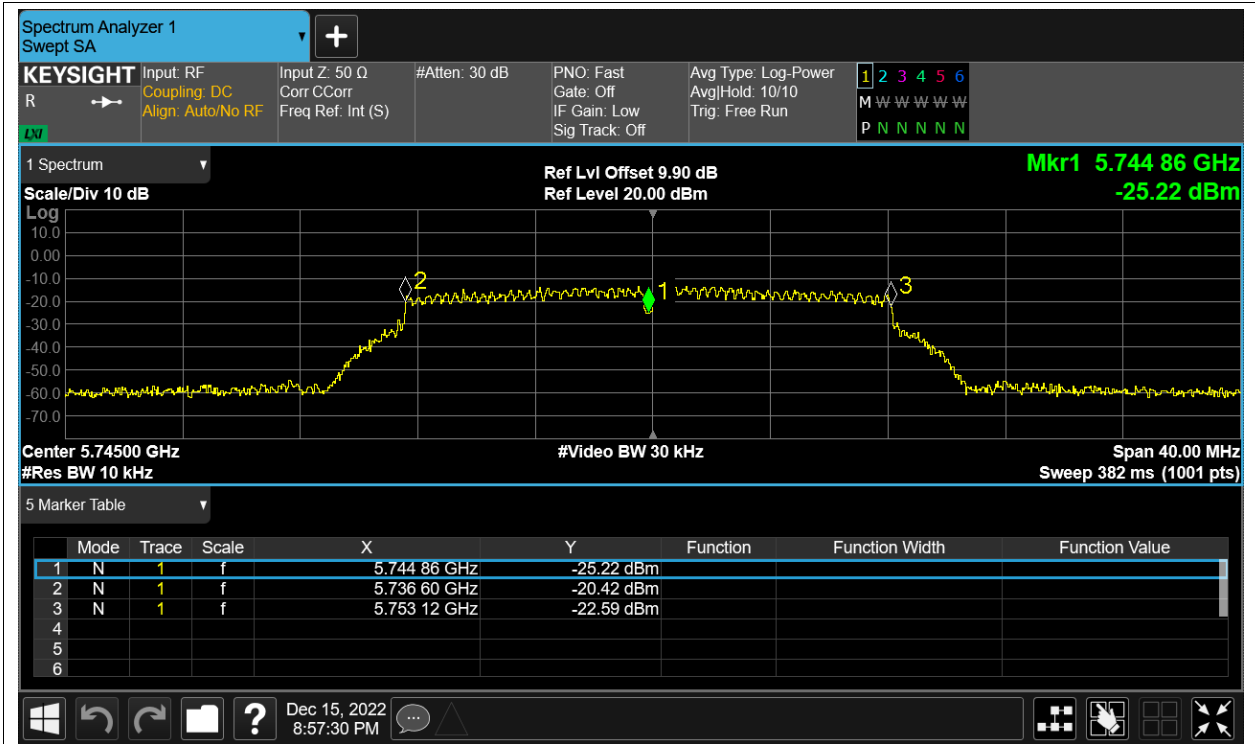 Spectrum Analyzer 1
Swept SA
KEYSIGHT
R
LXI
Input: RF
Coupling: DC
Align: Auto/No RF
Input Z: 50 Ω
Corr CCorr
Freq Ref: Int (S)
#Atten: 30 dB
PNO: Fast
Gate: Off
IF Gain: Low
Sig Track: Off
Avg Type: Log-Power
Avg|Hold: 10/10
Trig: Free Run
1 2 3 4 5 6
M W W W W W W
P N N N N N
1 Spectrum
Scale/Div 10 dB
Ref Lvl Offset 9.90 dB
Ref Level 20.00 dBm
Mkr1 5.744 86 GHz
-25.22 dBm
Log
10.0
0.00
-10.0
-20.0
-30.0
-40.0
-50.0
-60.0
-70.0
2
1
3
Center 5.74500 GHz
#Video BW 30 kHz
Span 40.00 MHz
#Res BW 10 kHz
Sweep 382 ms (1001 pts)
5 Marker Table
Mode Trace Scale X Y Function Function Width Function Value
1 N 1 f 5.744 86 GHz -25.22 dBm
2 N 1 f 5.736 60 GHz -20.42 dBm
3 N 1 f 5.753 12 GHz -22.59 dBm
4
5
6
?
Dec 15, 2022
8:57:30 PM